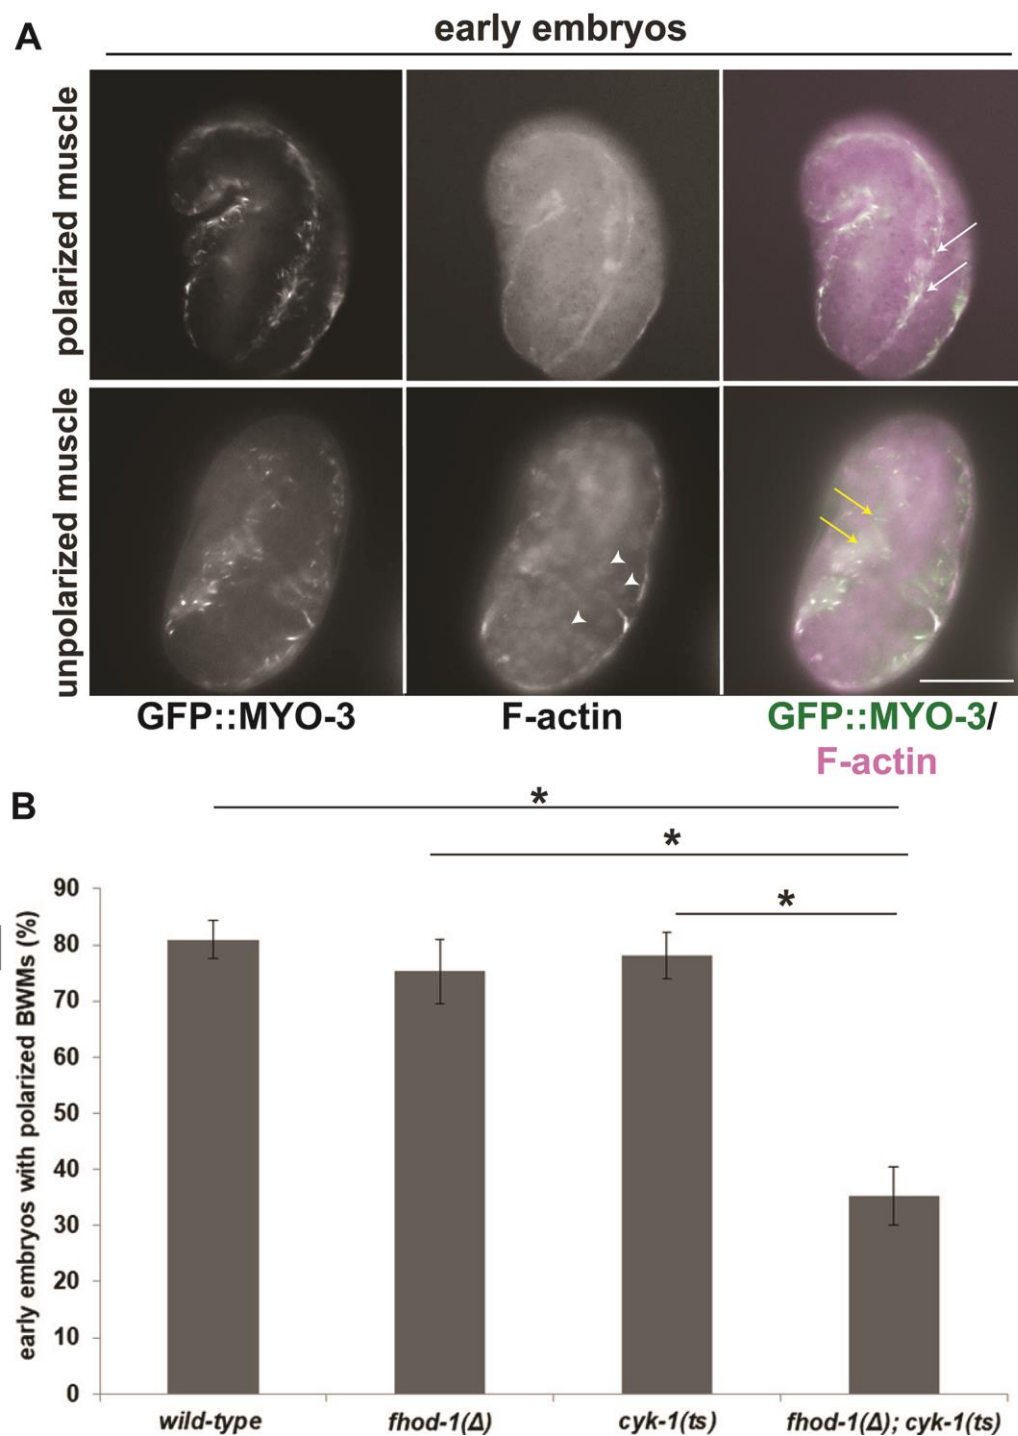 A
early embryos
polarized muscle
unpolarized muscle
GFP::MYO-3
F-actin
GFP::MYO-3/
F-actin
B
*
*
*
early embryos with polarized BWMs (%)
90
80
70
60
50
40
30
20
10
0
wild-type
fhod-1(Δ)
cyk-1(ts)
fhod-1(Δ); cyk-1(ts)